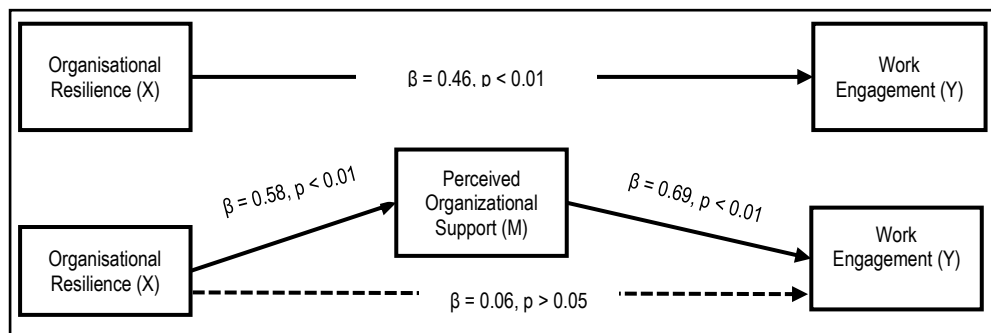 Organisational
Resilience (X)
β = 0.46, p < 0.01
Work
Engagement (Y)
β = 0.58, p < 0.01
Perceived
Organizational
Support (M)
β = 0.69, p < 0.01
Organisational
Resilience (X)
Work
Engagement (Y)
β = 0.06, p > 0.05